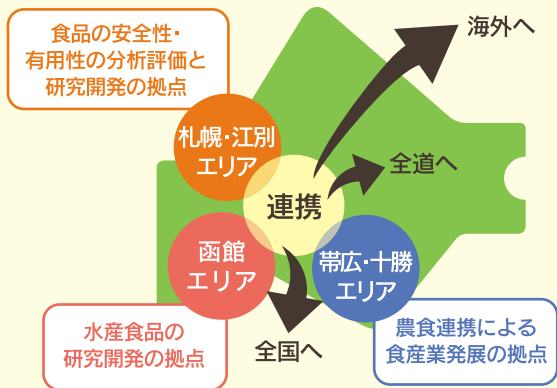 食品の安全性・
有用性の分析評価と
研究開発の拠点
海外へ
札幌・江別
エリア
全道へ
連携
函館
エリア
帯広・十勝
エリア
水産食品の
研究開発の拠点
全国へ
農食連携による
食産業発展の拠点